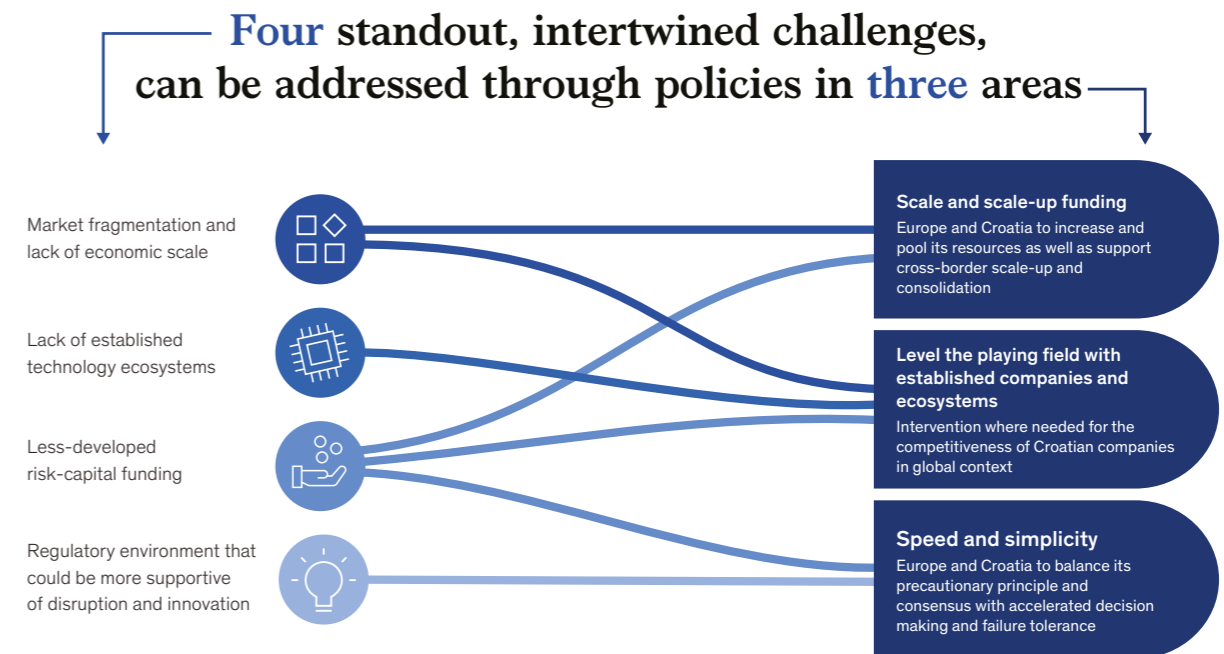 Four standout, intertwined challenges,
can be addressed through policies in three areas
Market fragmentation and
lack of economic scale
Lack of established
technology ecosystems
Less-developed
risk-capital funding
Regulatory environment that
could be more supportive
of disruption and innovation
Scale and scale-up funding
Europe and Croatia to increase and
pool its resources as well as support
cross-border scale-up and
consolidation
Level the playing field with
established companies and
ecosystems
Intervention where needed for the
competitiveness of Croatian companies
in global context
Speed and simplicity
Europe and Croatia to balance its
precautionary principle and
consensus with accelerated decision
making and failure tolerance